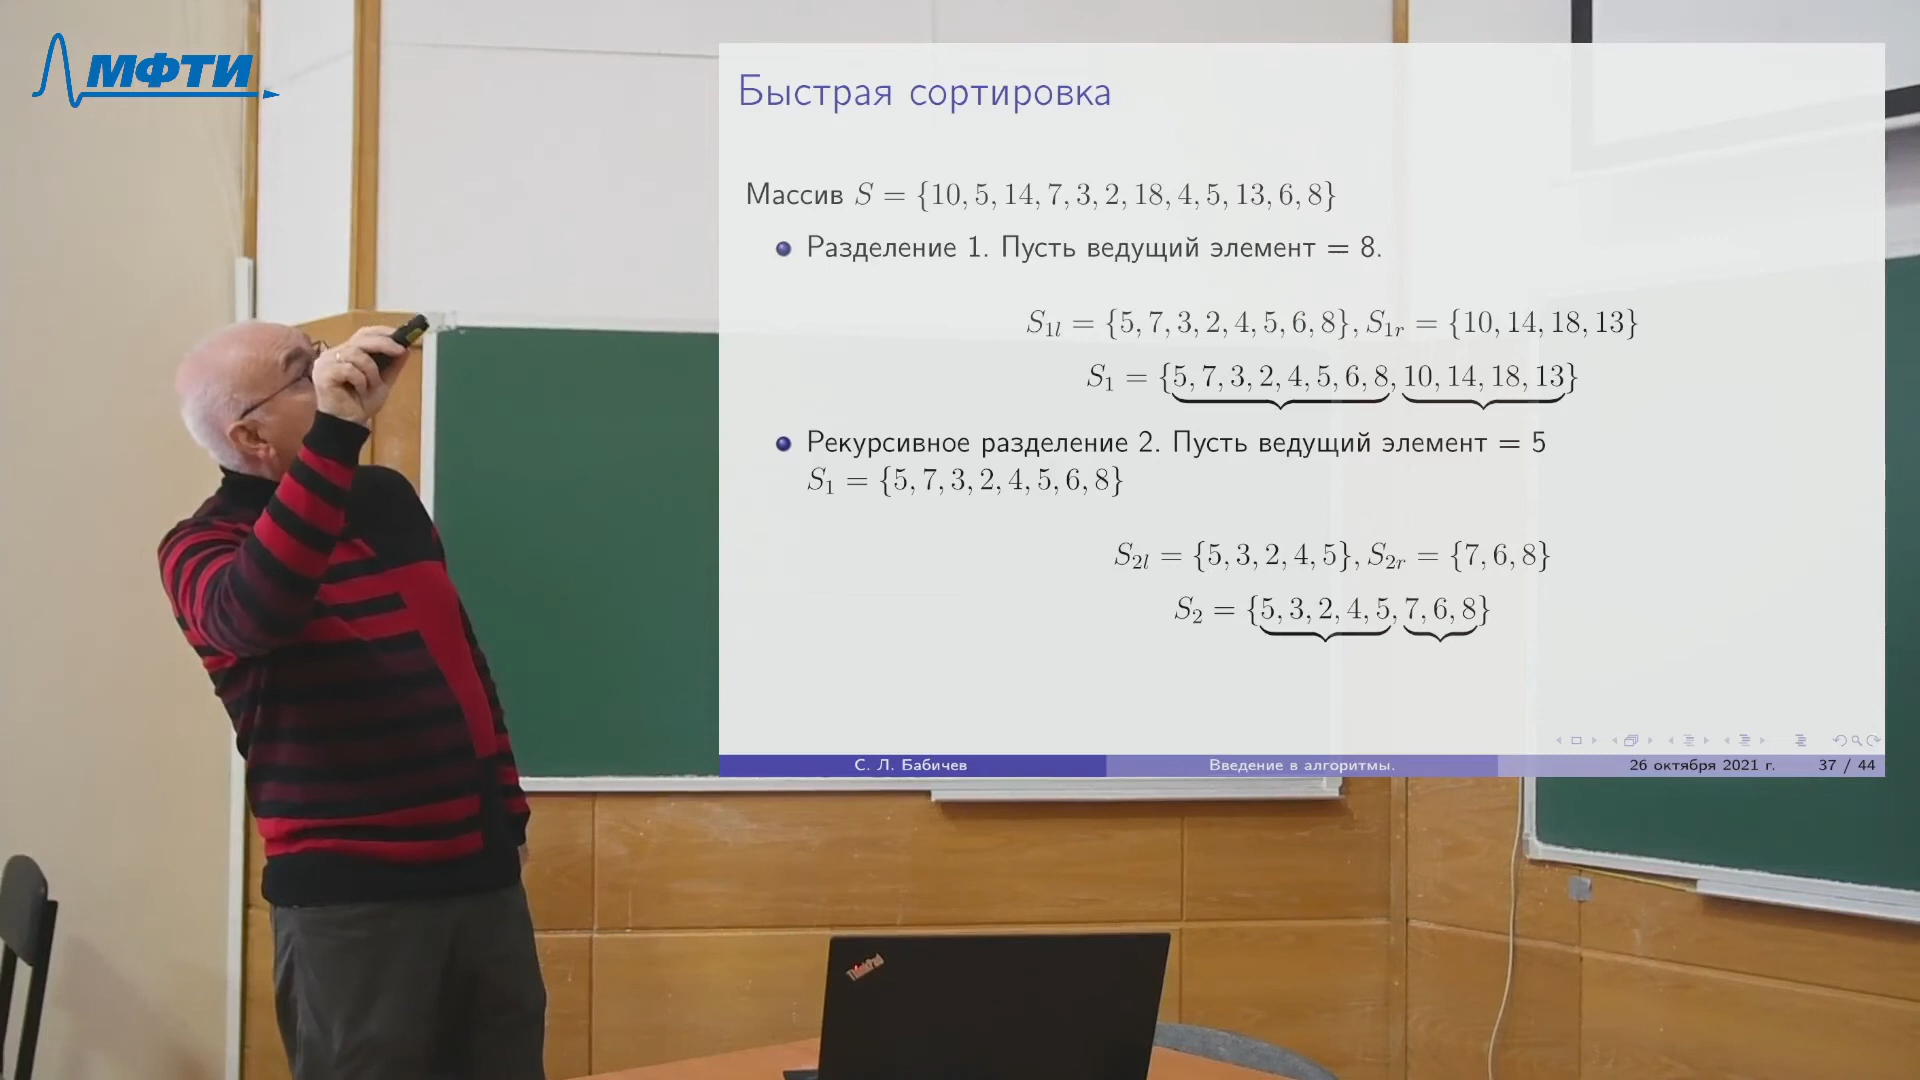 МФТИ
Быстрая сортировка
Массив S = {10, 5, 14, 7, 3, 2, 18, 4, 5, 13, 6, 8}
Разделение 1. Пусть ведущий элемент = 8.
S₁ₗ = {5, 7, 3, 2, 4, 5, 6, 8}, S₁ᵣ = {10, 14, 18, 13}
S₁ = {5, 7, 3, 2, 4, 5, 6, 8, 10, 14, 18, 13}
Рекурсивное разделение 2. Пусть ведущий элемент = 5
S₁ = {5, 7, 3, 2, 4, 5, 6, 8}
S₂ₗ = {5, 3, 2, 4, 5}, S₂ᵣ = {7, 6, 8}
S₂ = {5, 3, 2, 4, 5, 7, 6, 8}
С. Л. Бабичев Введение в алгоритмы. 26 октября 2021 г. 37 / 44
ThinkPad